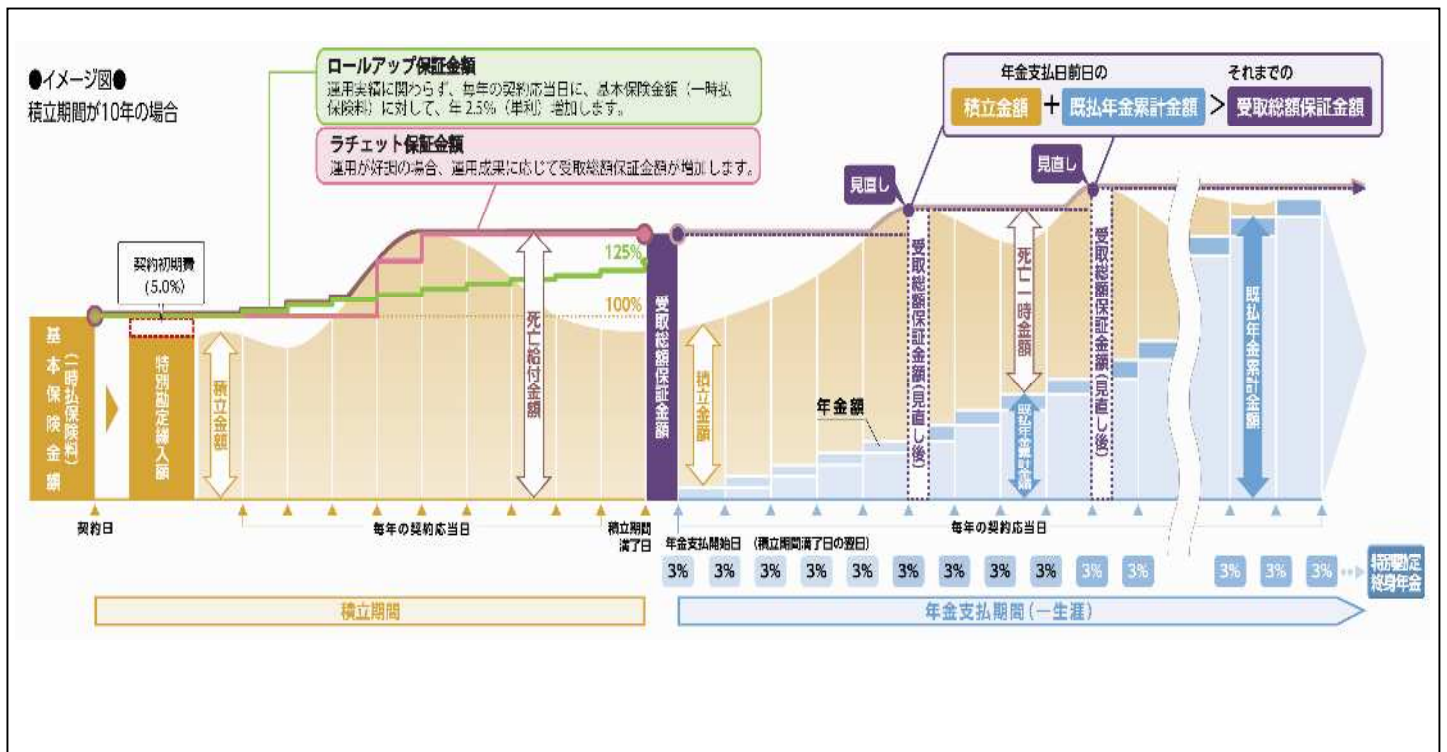 ●イメージ図●
積立期間が10年の場合
ロールアップ保証金額
運用実績に関わらず、毎年の契約応当日に、基本保険金額（一時払
保険料）に対して、年2.5％（単利）増加します。
ラチェット保証金額
運用が好調の場合、運用成果に応じて受取総額保証金額が増加します。
年金支払日前日の
それまでの
積立金額＋既払年金累計金額＞受取総額保証金額
見直し
見直し
契約初期費
(5.0%)
125%
100%
基本保険金額
(一時払保険料)
特別勘定繰入額
積立金額
死亡給付金額
受取総額保証金額
積立金額
年金額
受取総額保証金額(見直し後)
死亡一時金額
既払年金累計金額
受取総額保証金額(見直し後)
既払年金累計金額
契約日
毎年の契約応当日
積立期間
満了日
年金支払開始日 (積立期間満了日の翌日)
毎年の契約応当日
3% 3% 3% 3% 3% 3% 3% 3% 3% 3% 3% 3% 3% 3%
特別勘定
終身年金
積立期間
年金支払期間(一生涯)